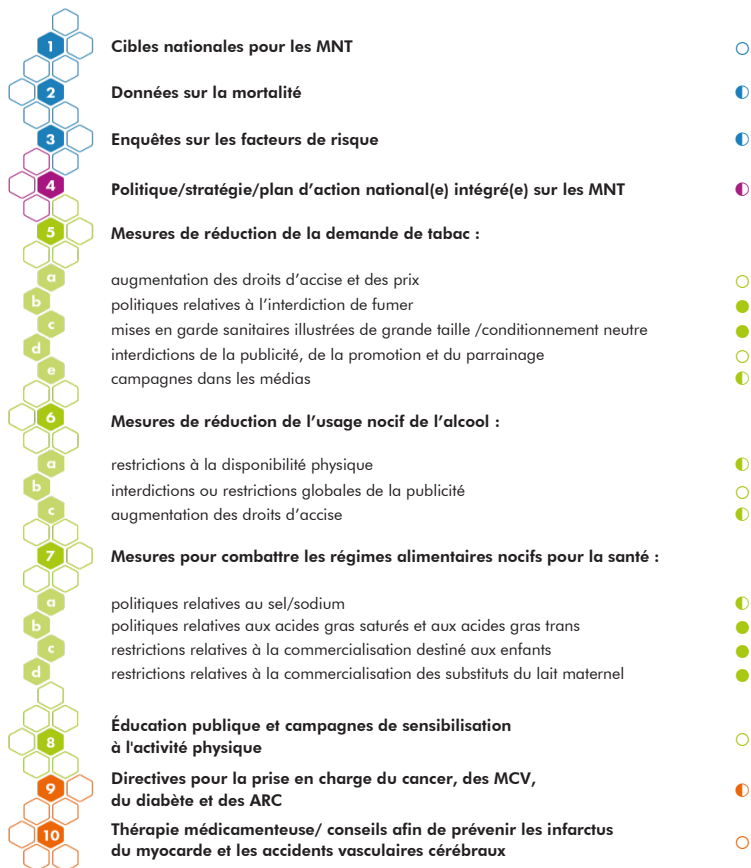 1 Cibles nationales pour les MNT
2 Données sur la mortalité
3 Enquêtes sur les facteurs de risque
4 Politique/stratégie/plan d'action national(e) intégré(e) sur les MNT
5 Mesures de réduction de la demande de tabac :
a augmentation des droits d'accise et des prix
b politiques relatives à l'interdiction de fumer
c mises en garde sanitaires illustrées de grande taille /conditionnement neutre
d interdictions de la publicité, de la promotion et du parrainage
e campagnes dans les médias
6 Mesures de réduction de l'usage nocif de l'alcool :
a restrictions à la disponibilité physique
b interdictions ou restrictions globales de la publicité
c augmentation des droits d'accise
7 Mesures pour combattre les régimes alimentaires nocifs pour la santé :
a politiques relatives au sel/sodium
b politiques relatives aux acides gras saturés et aux acides gras trans
c restrictions relatives à la commercialisation destiné aux enfants
d restrictions relatives à la commercialisation des substituts du lait maternel
8 Éducation publique et campagnes de sensibilisation
à l'activité physique
9 Directives pour la prise en charge du cancer, des MCV,
du diabète et des ARC
10 Thérapie médicamenteuse/ conseils afin de prévenir les infarctus
du myocarde et les accidents vasculaires cérébraux